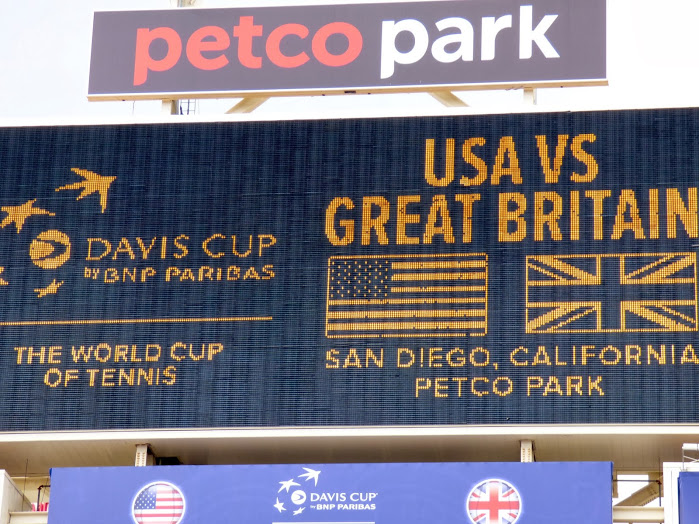 petco park
DAVIS CUP
by BNP PARIBAS
THE WORLD CUP
OF TENNIS
USA VS
GREAT BRITAIN
SAN DIEGO, CALIFORNIA
PETCO PARK
DAVIS CUP
by BNP PARIBAS